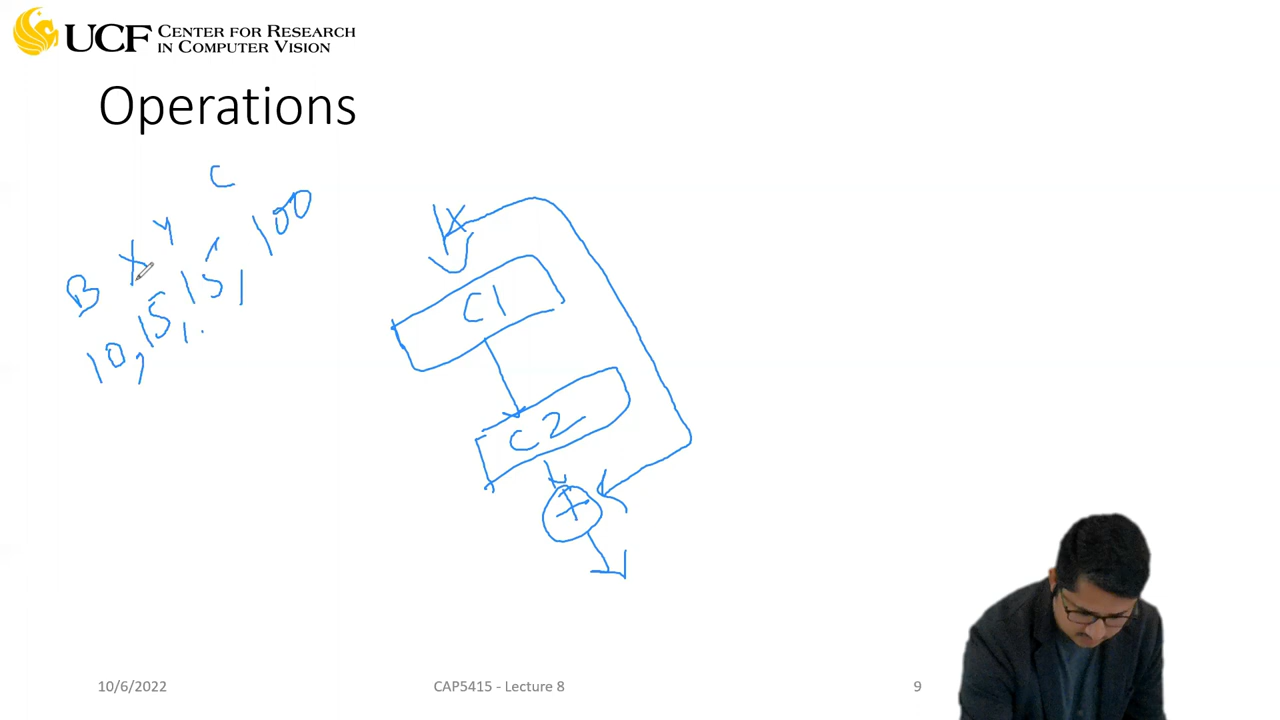 UCF CENTER FOR RESEARCH
IN COMPUTER VISION
Operations
C
B X Y
10, 15, 15, 100
X
C1
C2
+
10/6/2022 CAP5415 - Lecture 8 9